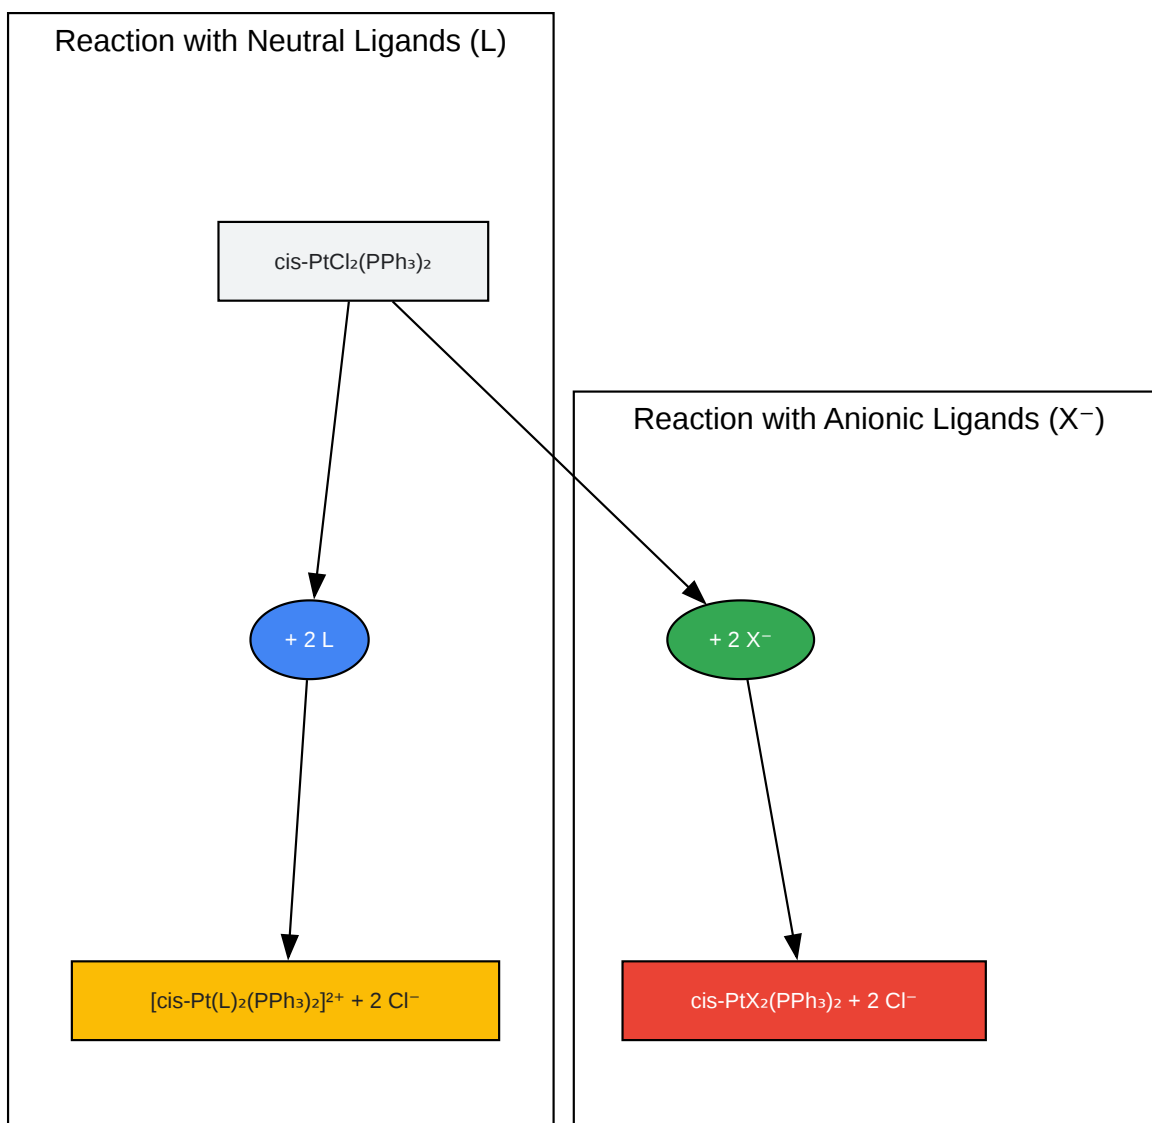 Reaction with Neutral Ligands (L)
cis-PtCl₂(PPh₃)₂
Reaction with Anionic Ligands (X⁻)
+ 2 L
+ 2 X⁻
[cis-Pt(L)₂(PPh₃)₂]²⁺ + 2 Cl⁻
cis-PtX₂(PPh₃)₂ + 2 Cl⁻